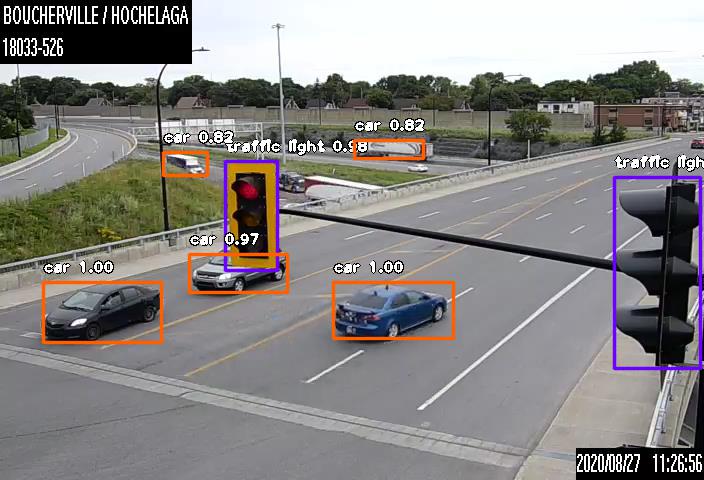 BOUCHERVILLE / HOCHELAGA
18033-526
car 0.82
car 0.82
traffic light 0.98
traffic ligh
car 0.97
car 1.00
car 1.00
2020/08/27 11:26:56